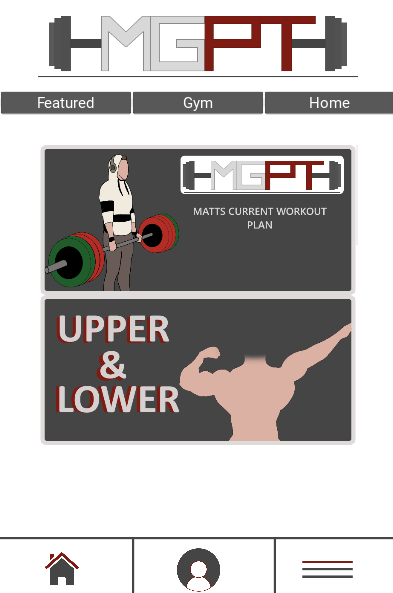 MGPT
Featured Gym Home
MGPT
MATTS CURRENT WORKOUT
PLAN
UPPER
&
LOWER